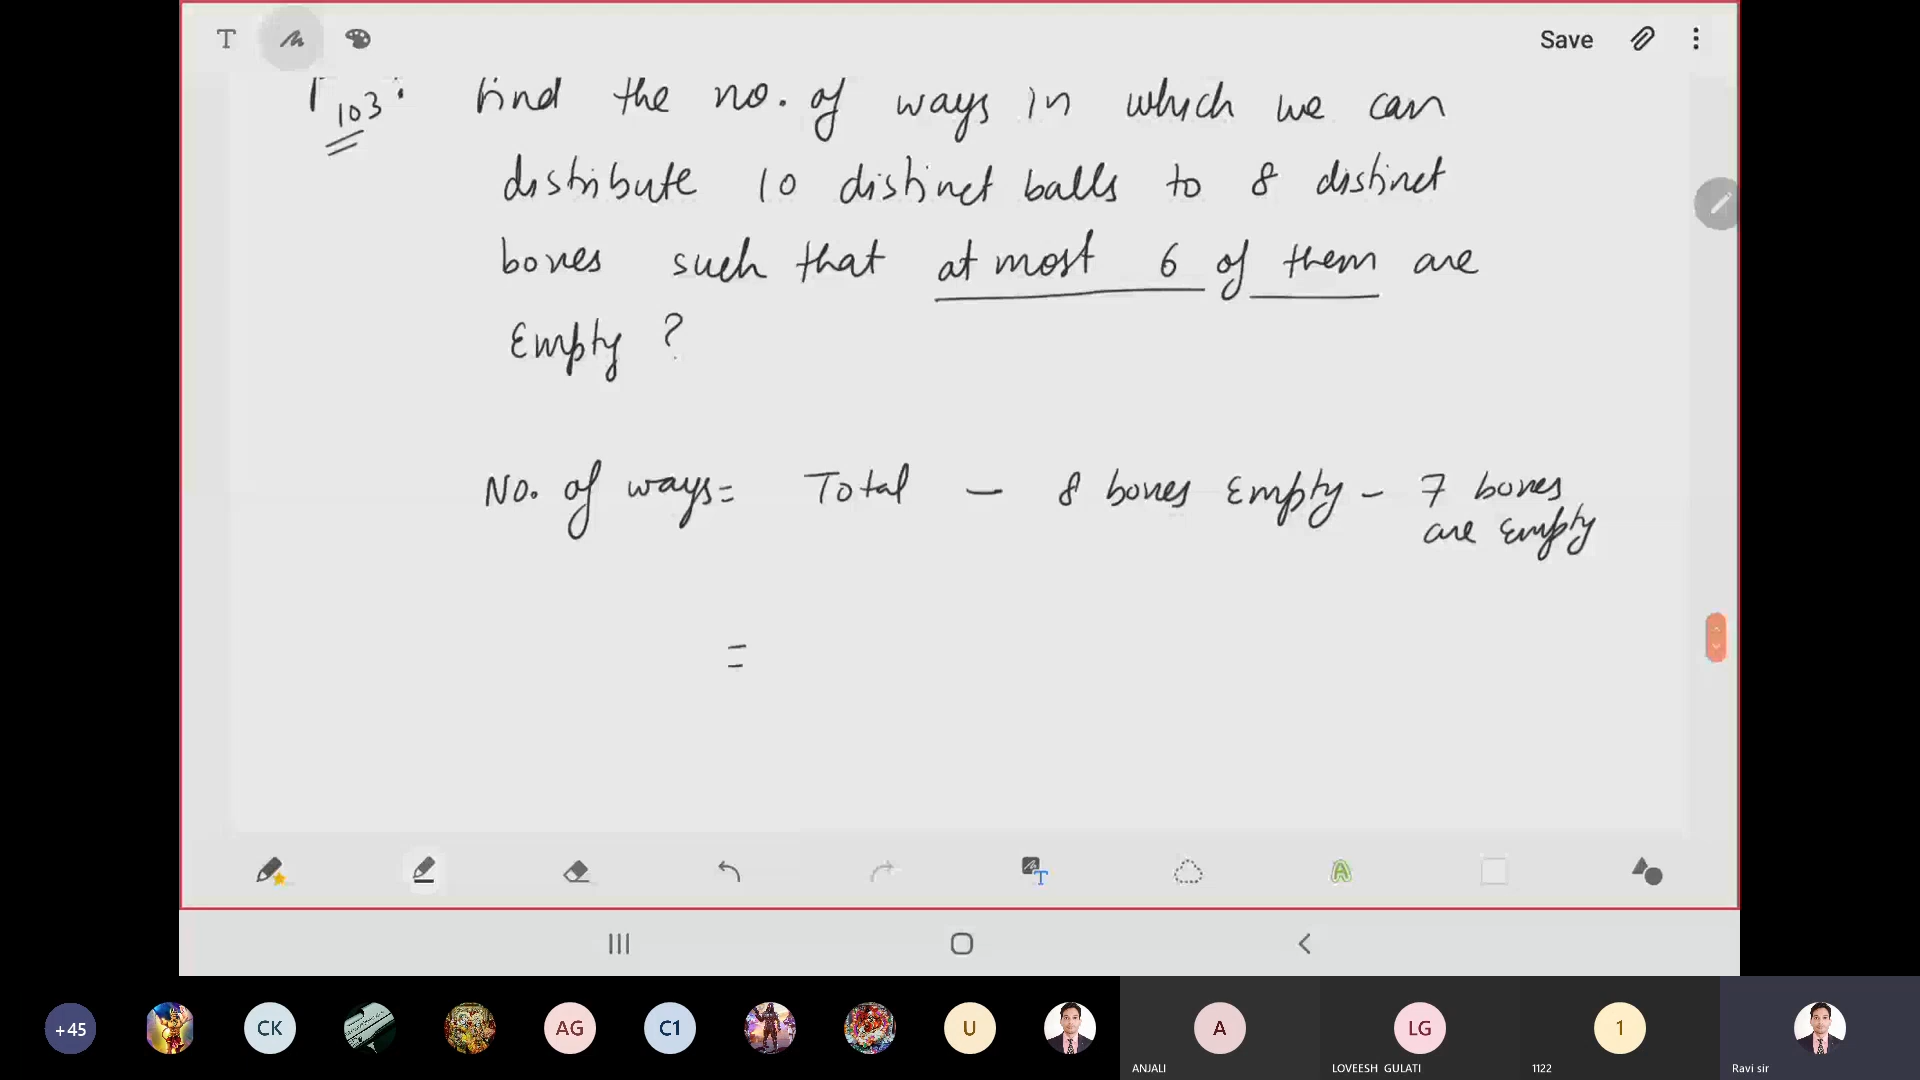 T
Save
103: Find the no. of ways in which we can
distribute 10 distinct balls to 8 distinct
boxes such that at most 6 of them are
Empty ?
No. of ways = Total - 8 boxes Empty - 7 boxes
are empty
=
+45
CK
AG
C1
U
A
ANJALI
LG
LOVEESH GULATI
1
1122
Ravi sir